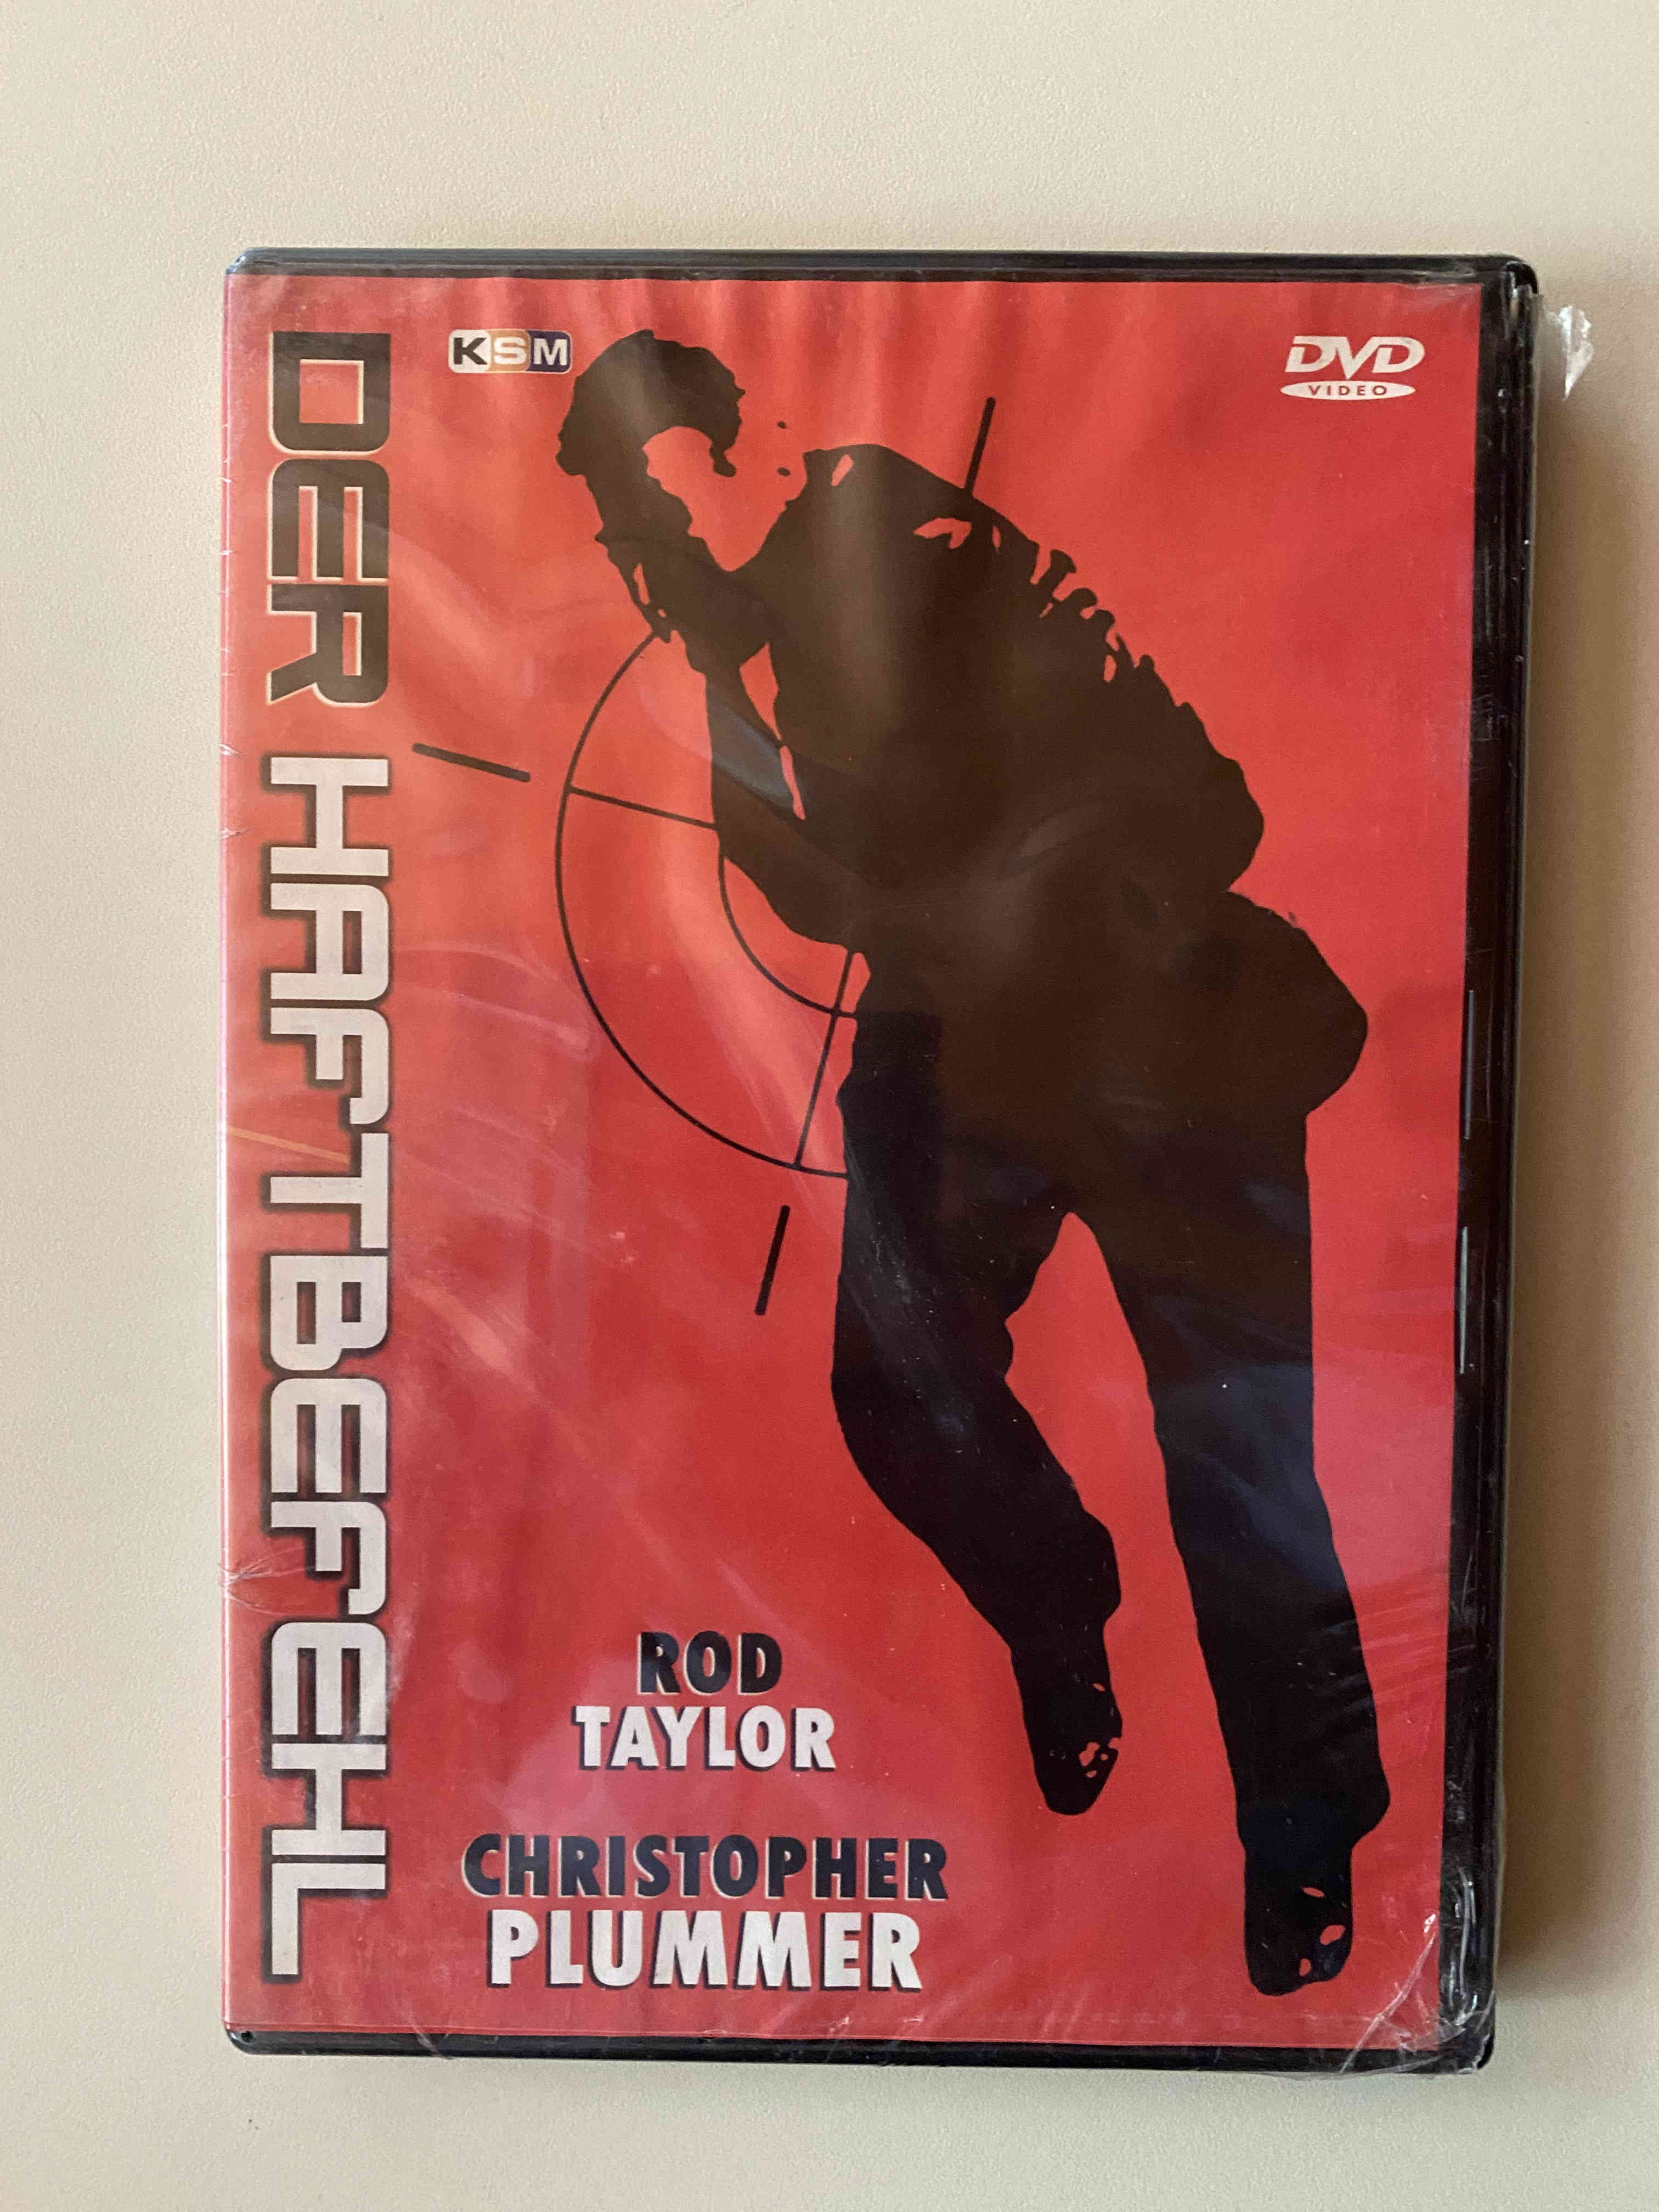 DER HAFTBEFEHL
KSM
DVD
VIDEO
ROD
TAYLOR
CHRISTOPHER
PLUMMER